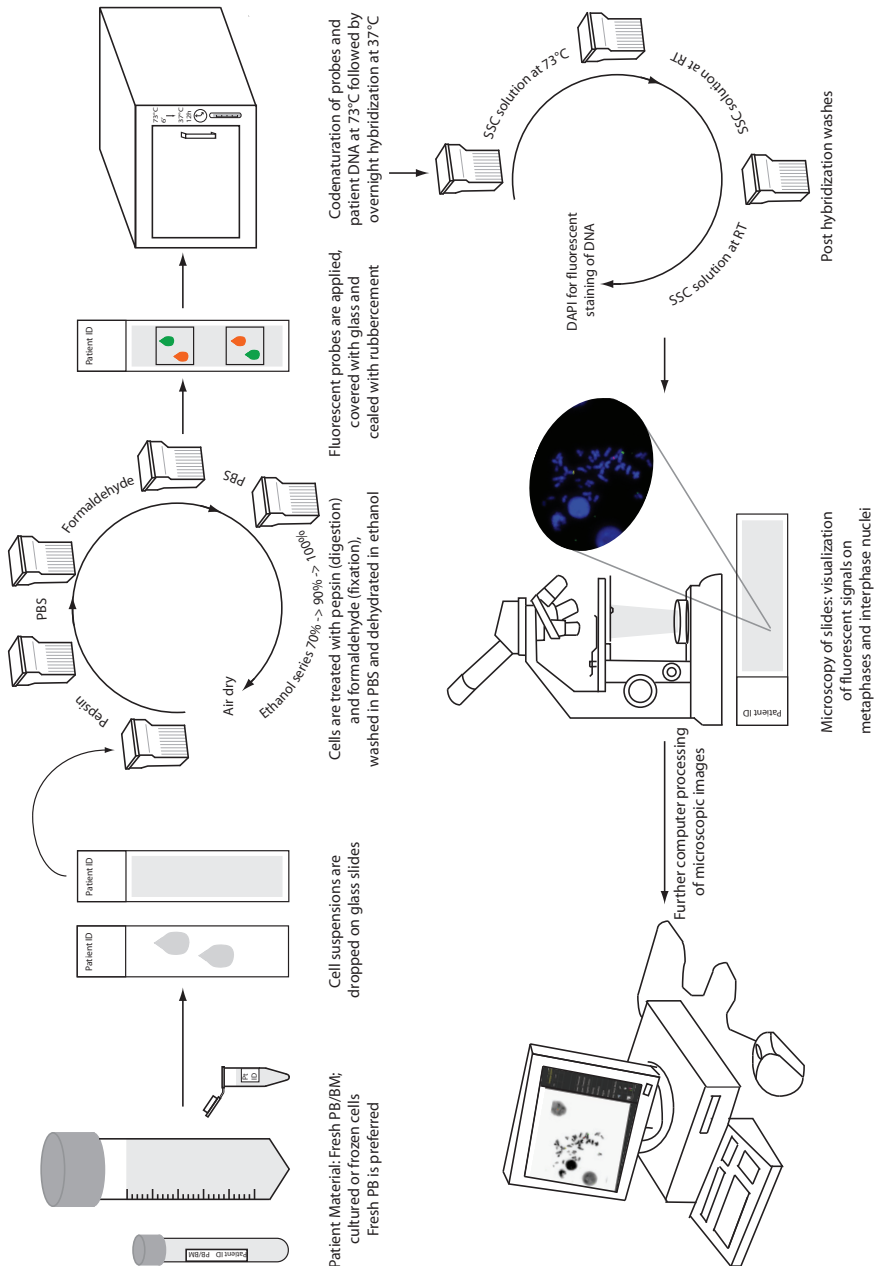 Patient ID PB/BM
Pt
ID
Patient Material: Fresh PB/BM;
cultured or frozen cells
Fresh PB is preferred
Patient ID
Patient ID
Cell suspensions are
dropped on glass slides
Pepsin
PBS
Formaldehyde
PBS
Ethanol series 70% -> 90% -> 100%
Air dry
Cells are treated with pepsin (digestion)
and formaldehyde (fixation),
washed in PBS and dehydrated in ethanol
Patient ID
Fluorescent probes are applied,
covered with glass and
cealed with rubbercement
73°C
6'
37°C
12h
Codenaturation of probes and
patient DNA at 73°C followed by
overnight hybridization at 37°C
SSC solution at 73°C
SSC solution at RT
SSC solution at RT
DAPI for fluorescent
staining of DNA
Post hybridization washes
Patient ID
Microscopy of slides: visualization
of fluorescent signals on
metaphases and interphase nuclei
Further computer processing
of microscopic images